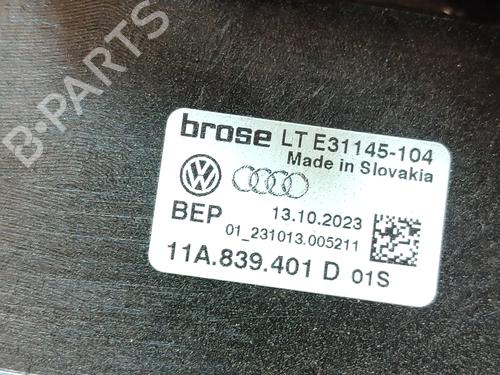 brose LT E31145-104
Made in Slovakia
BEP 13.10.2023
01_231013.005211
11A.839.401 D 01S
B-PARTS